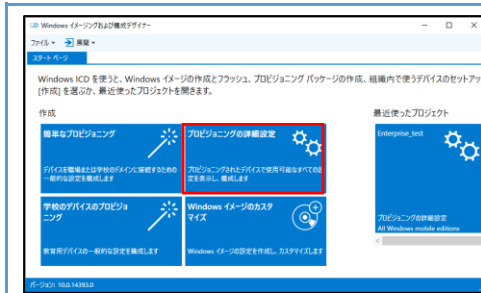 Windows イメージングおよび構成デザイナー
ファイル 展開
スタート ページ
Windows ICD を使うと、Windows イメージの作成とフラッシュ、プロビジョニング パッケージの作成、組織内で使うデバイスのセットアッ
[作成] を選ぶか、最近使ったプロジェクトを開きます。
作成
最近使ったプロジェクト
簡単なプロビジョニング
デバイスを職場または学校のドメインに接続するための
一般的な設定を構成します
プロビジョニングの詳細設定
プロビジョニングされたデバイスで使用可能なすべての設
定を表示し、構成します
Enterprise_test
プロビジョニングの詳細設定
All Windows mobile editions
学校のデバイスのプロビジョ
ニング
教育用デバイスの一般的な設定を構成します
Windows イメージのカスタ
マイズ
Windows イメージの設定を作成し、カスタマイズします
バージョン: 10.0.14393.0